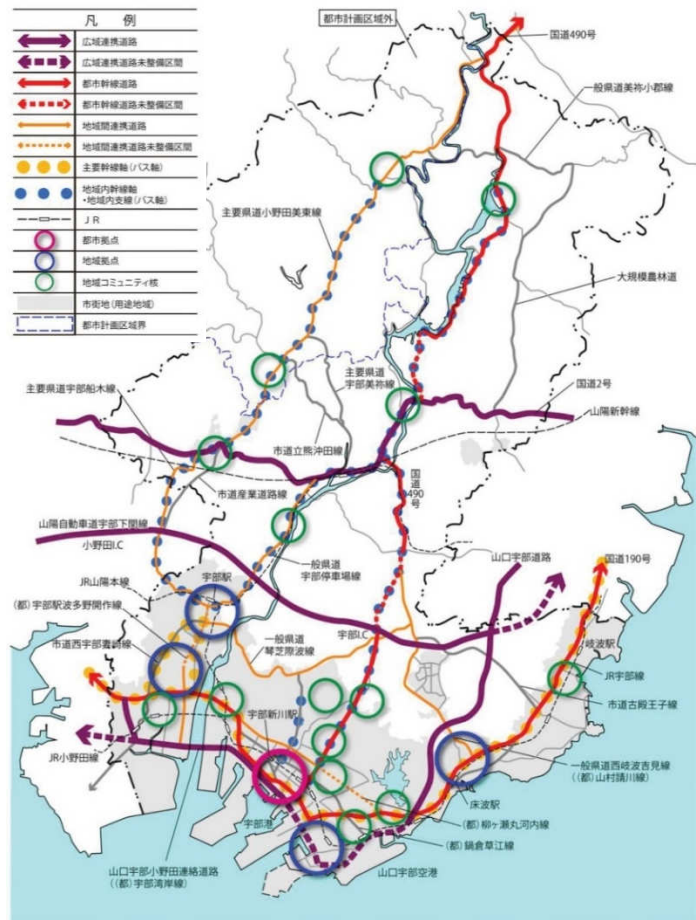 凡　例
広域連携道路
広域連携道路未整備区間
都市幹線道路
都市幹線道路未整備区間
地域間連携道路
地域間連携道路未整備区間
主要幹線軸(バス軸)
地域内幹線軸
・地域内支線(バス軸)
ＪＲ
都市拠点
地域拠点
地域コミュニティ核
市街地(用途地域)
都市計画区域界
都市計画区域外
国道490号
一般県道美祢小郡線
主要県道小野田美東線
大規模農林道
主要県道宇部船木線
主要県道
宇部美祢線
国道2号
山陽新幹線
市道立熊沖田線
市道産業道路線
国道
490
号
山陽自動車道宇部下関線
小野田I.C
一般県道
宇部停車場線
山口宇部道路
国道190号
JR山陽本線
宇部駅
(都)宇部駅波多野開作線
宇部I.C
岐波駅
一般県道
琴芝際波線
JR宇部線
宇部新川駅
市道古殿王子線
JR小野田線
一般県道西岐波吉見線
((都)山村請川線)
床波駅
宇部港
(都)柳ヶ瀬丸河内線
(都)鍋倉草江線
山口宇部小野田連絡道路
((都)宇部湾岸線)
山口宇部空港